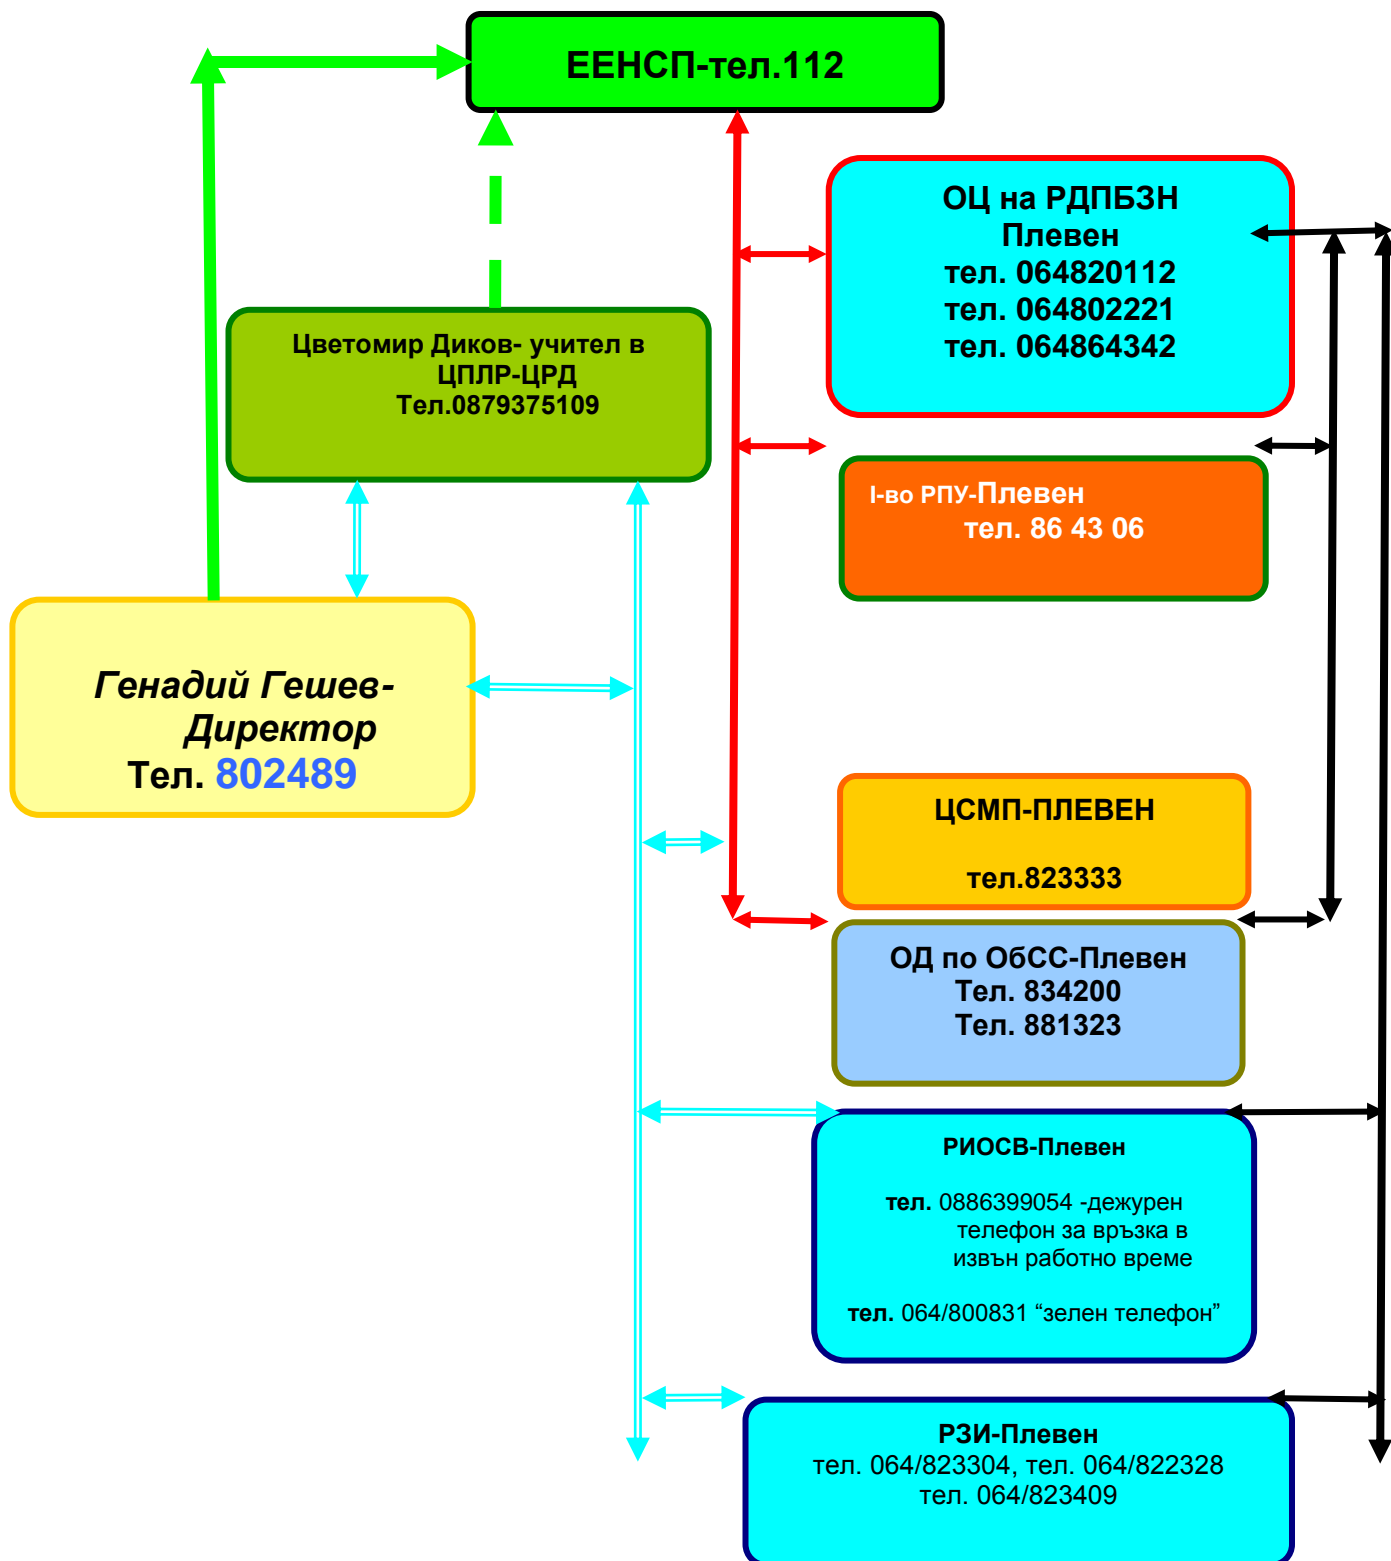 ЕЕНСП-тел.112
ОЦ на РДПБЗН
Плевен
тел. 064820112
тел. 064802221
тел. 064864342
Цветомир Диков- учител в
ЦПЛР-ЦРД
Тел.0879375109
I-во РПУ-Плевен
тел. 86 43 06
Генадий Гешев-
Директор
Тел. 802489
ЦСМП-ПЛЕВЕН
тел.823333
ОД по ОбСС-Плевен
Тел. 834200
Тел. 881323
РИОСВ-Плевен
тел. 0886399054 -дежурен
телефон за връзка в
извън работно време
тел. 064/800831 “зелен телефон”
РЗИ-Плевен
тел. 064/823304, тел. 064/822328
тел. 064/823409